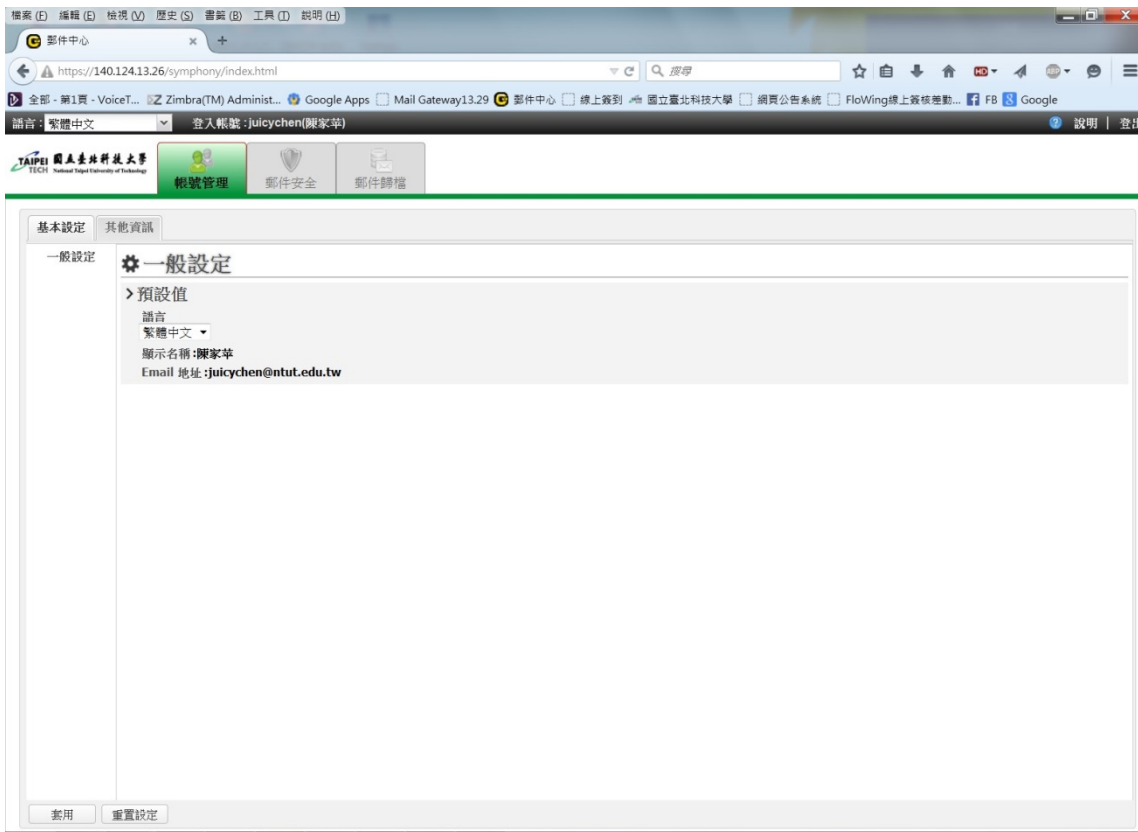 檔案(F) 編輯(E) 檢視(V) 歷史(S) 書籤(B) 工具(T) 說明(H)
郵件中心
https://140.124.13.26/symphony/index.html
搜尋
全部 - 第1頁 - VoiceT... Zimbra(TM) Administ... Google Apps Mail Gateway13.29 郵件中心 線上簽到 國立臺北科技大學 網頁公告系統 FloWing線上簽核差勤... FB Google
語言: 繁體中文 登入帳號:juicychen(陳家苹) 說明 | 登出
TAIPEI TECH 國立臺北科技大學 National Taipei University of Technology
帳號管理 郵件安全 郵件歸檔
基本設定 其他資訊
一般設定
一般設定
預設值
語言
繁體中文
顯示名稱:陳家苹
Email 地址:juicychen@ntut.edu.tw
套用 重置設定